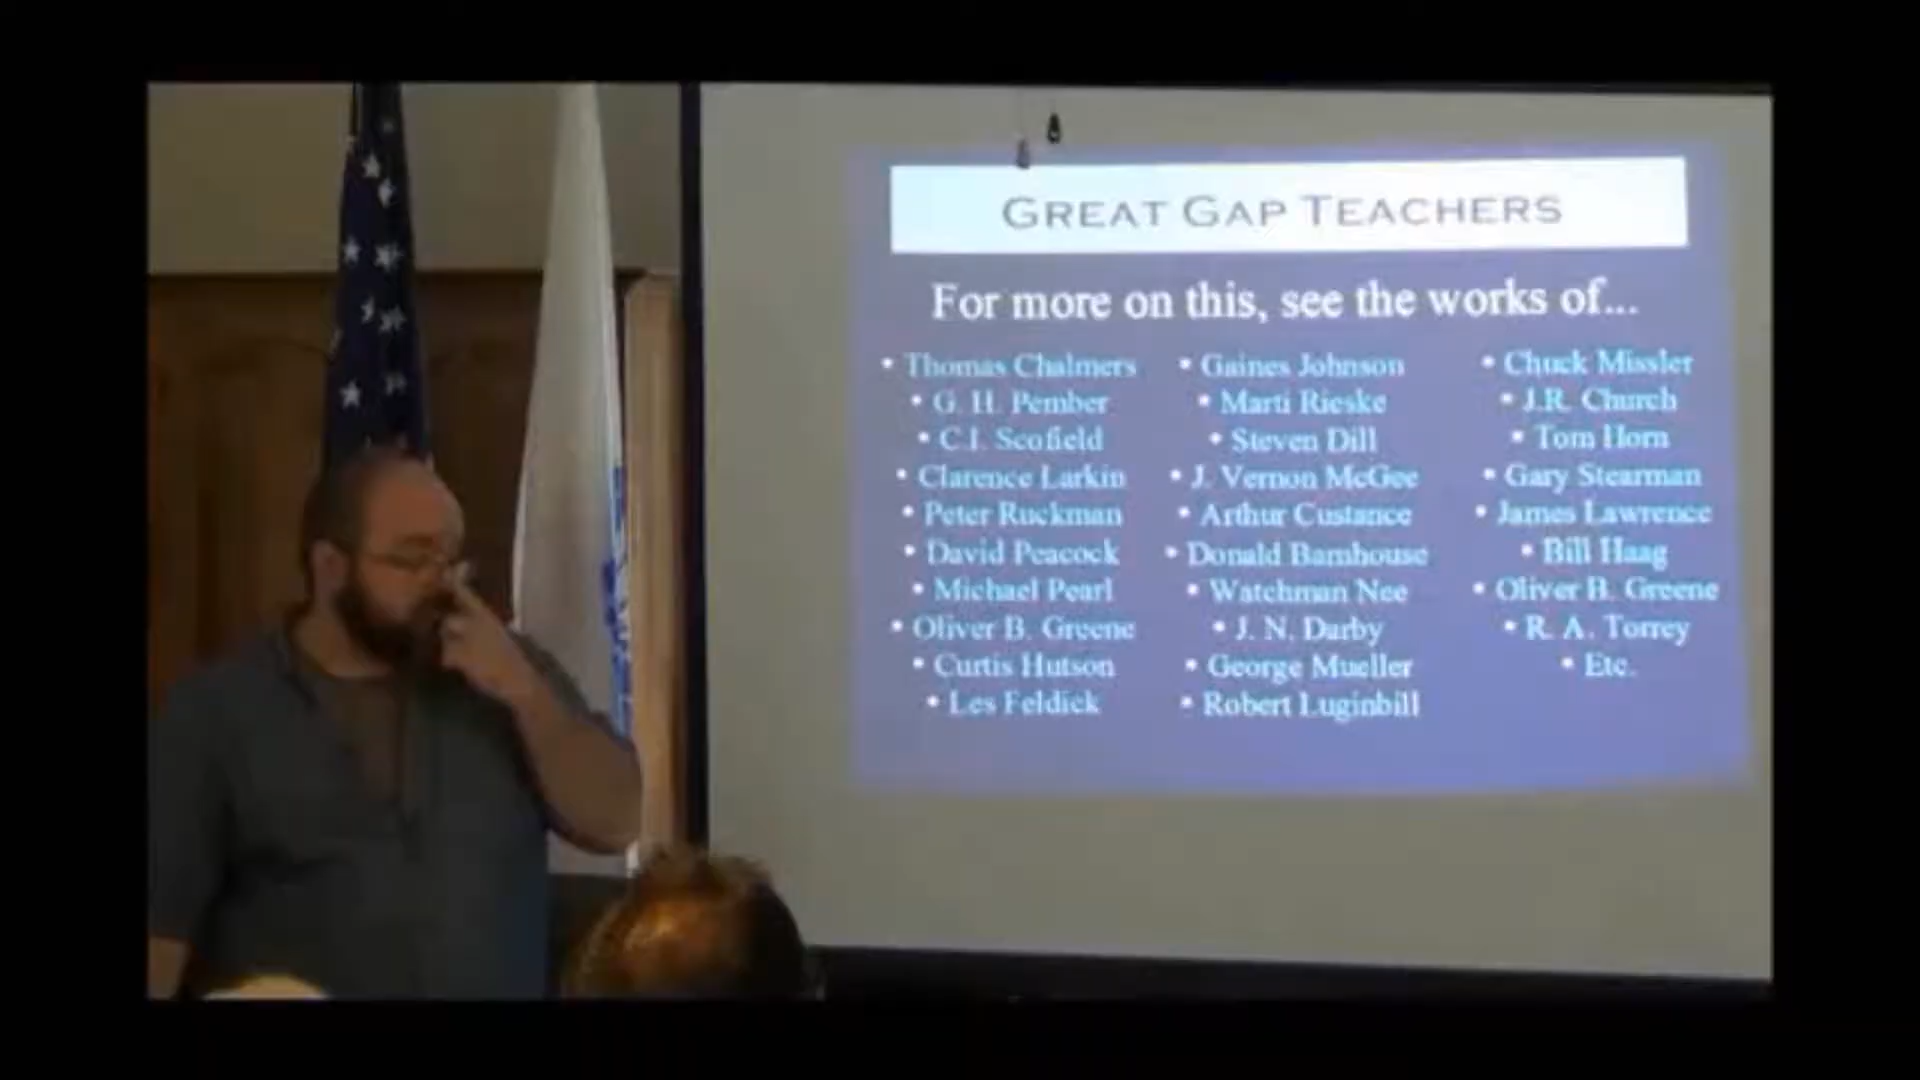 GREAT GAP TEACHERS
For more on this, see the works of...
• Thomas Chalmers
• G. H. Pember
• C.I. Scofield
• Clarence Larkin
• Peter Ruckman
• David Peacock
• Michael Pearl
• Oliver B. Greene
• Curtis Hutson
• Les Feldick
• Gaines Johnson
• Marti Rieske
• Steven Dill
• J. Vernon McGee
• Arthur Custance
• Donald Barnhouse
• Watchman Nee
• J. N. Darby
• George Mueller
• Robert Luginbill
• Chuck Missler
• J.R. Church
• Tom Horn
• Gary Stearman
• James Lawrence
• Bill Haag
• Oliver B. Greene
• R. A. Torrey
• Etc.